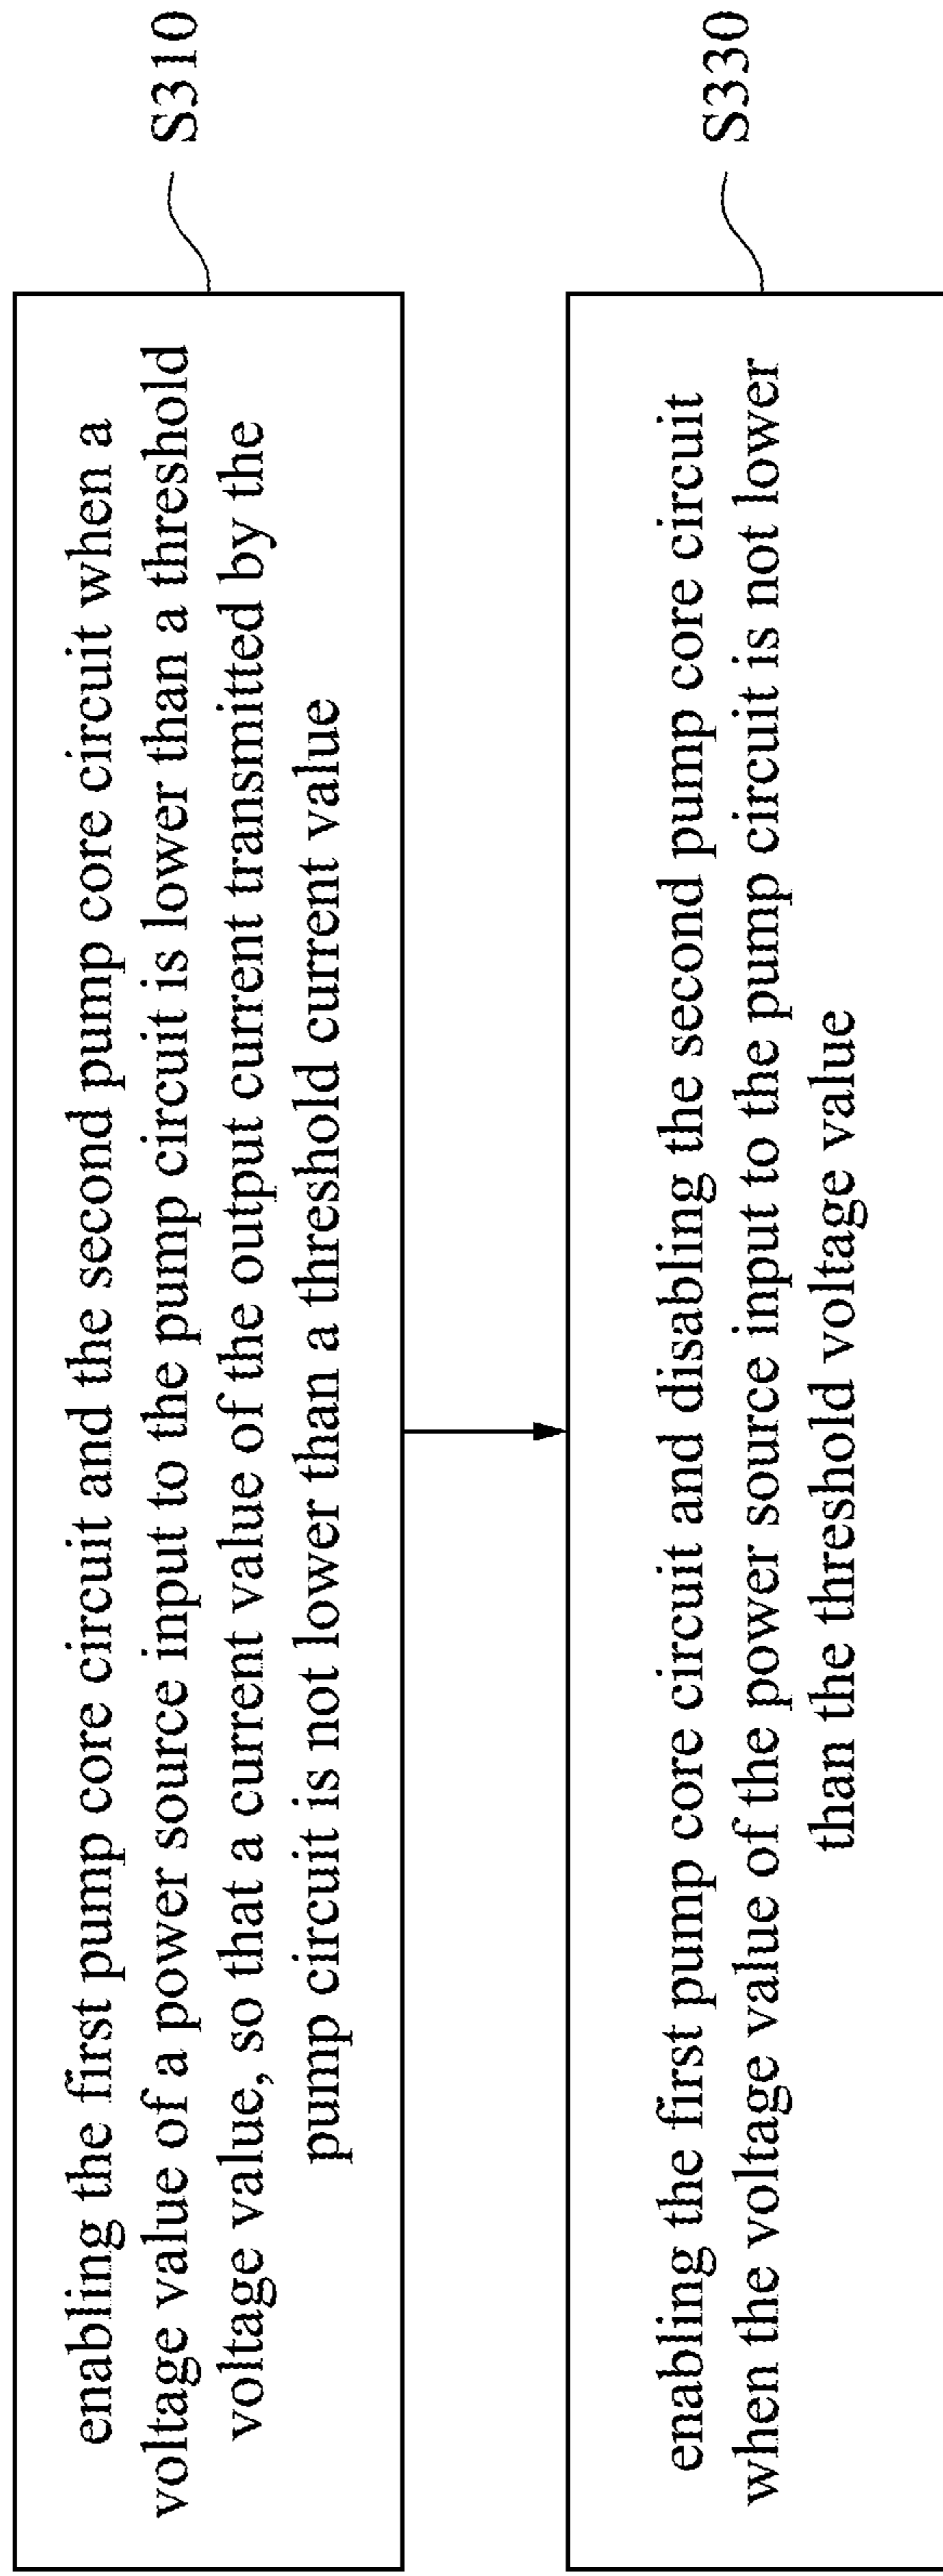 enabling the first pump core circuit and the second pump core circuit when a
voltage value of a power source input to the pump circuit is lower than a threshold
voltage value, so that a current value of the output current transmitted by the
pump circuit is not lower than a threshold current value
S310
enabling the first pump core circuit and disabling the second pump core circuit
when the voltage value of the power source input to the pump circuit is not lower
than the threshold voltage value
S330